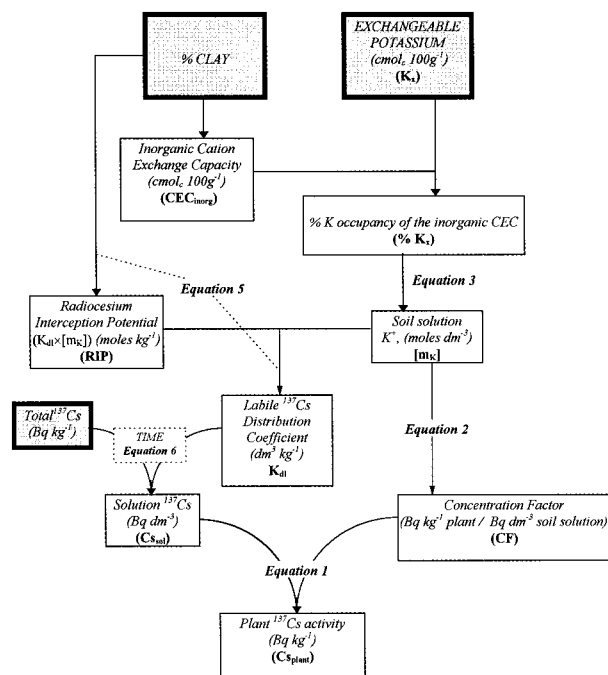 % CLAY
EXCHANGEABLE
POTASSIUM
(cmolc 100g-1)
(Kx)
Inorganic Cation
Exchange Capacity
(cmolc 100g-1)
(CECinorg)
% K occupancy of the inorganic CEC
(% Kx)
Equation 5
Equation 3
Radiocesium
Interception Potential
(Kdl×[mK]) (moles kg-1)
(RIP)
Soil solution
K+, (moles dm-3)
[mK]
Total 137Cs
(Bq kg-1)
TIME
Equation 6
Labile 137Cs
Distribution
Coefficient
(dm3 kg-1)
Kdl
Equation 2
Solution 137Cs
(Bq dm-3)
(Cssol)
Concentration Factor
(Bq kg-1 plant / Bq dm-3 soil solution)
(CF)
Equation 1
Plant 137Cs activity
(Bq kg-1)
(Csplant)